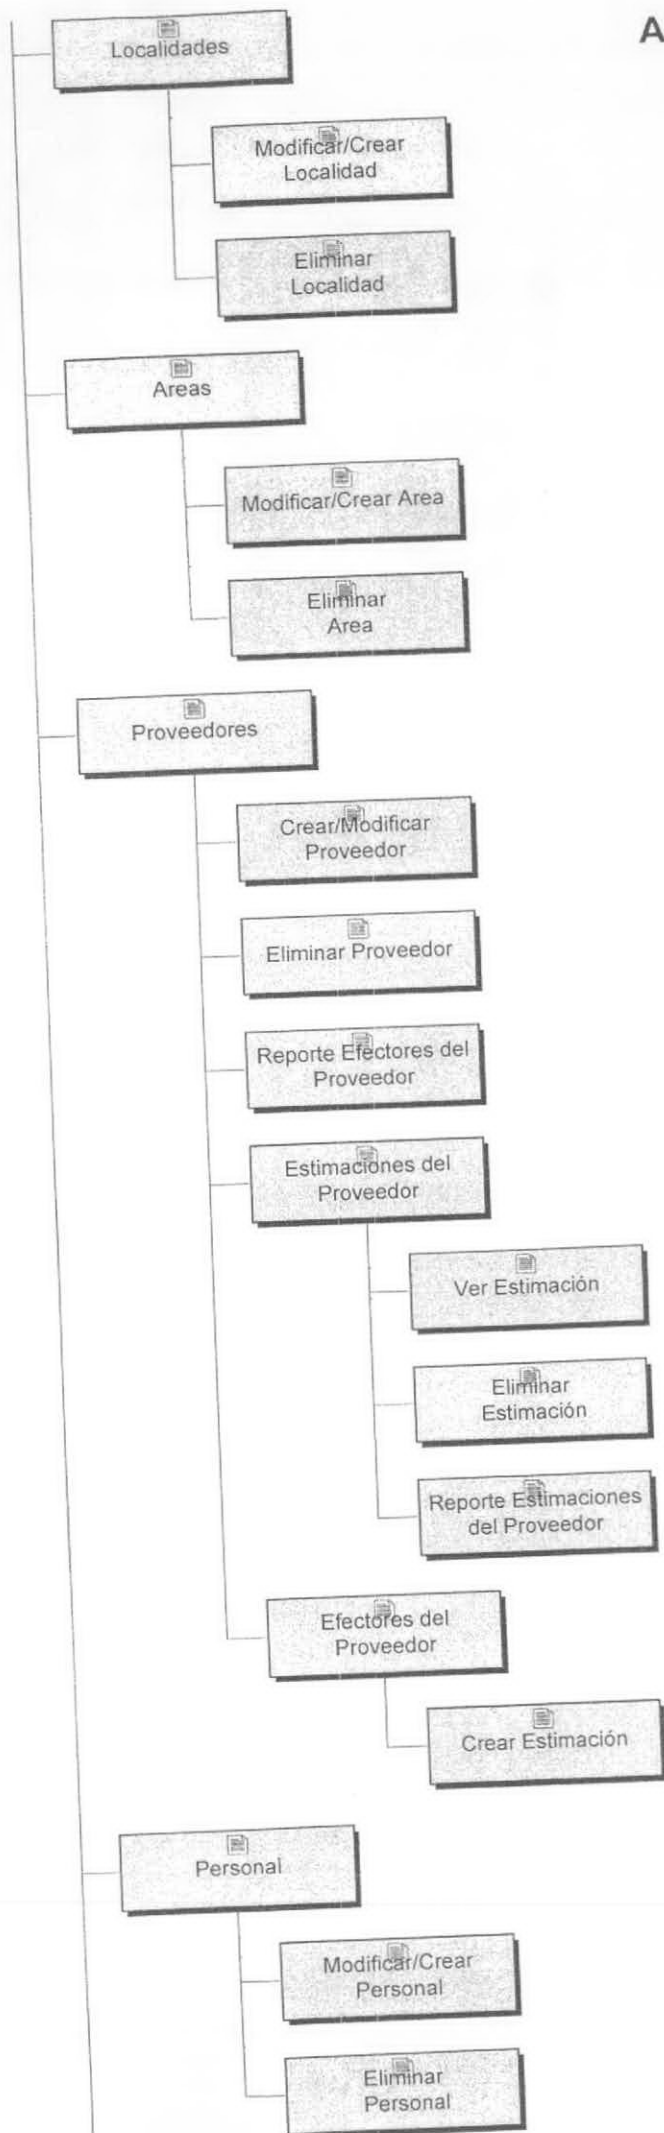 A
Localidades
Modificar/Crear
Localidad
Eliminar
Localidad
Areas
Modificar/Crear Area
Eliminar
Area
Proveedores
Crear/Modificar
Proveedor
Eliminar Proveedor
Reporte Efectores del
Proveedor
Estimaciones del
Proveedor
Ver Estimación
Eliminar
Estimación
Reporte Estimaciones
del Proveedor
Efectores del
Proveedor
Crear Estimación
Personal
Modificar/Crear
Personal
Eliminar
Personal